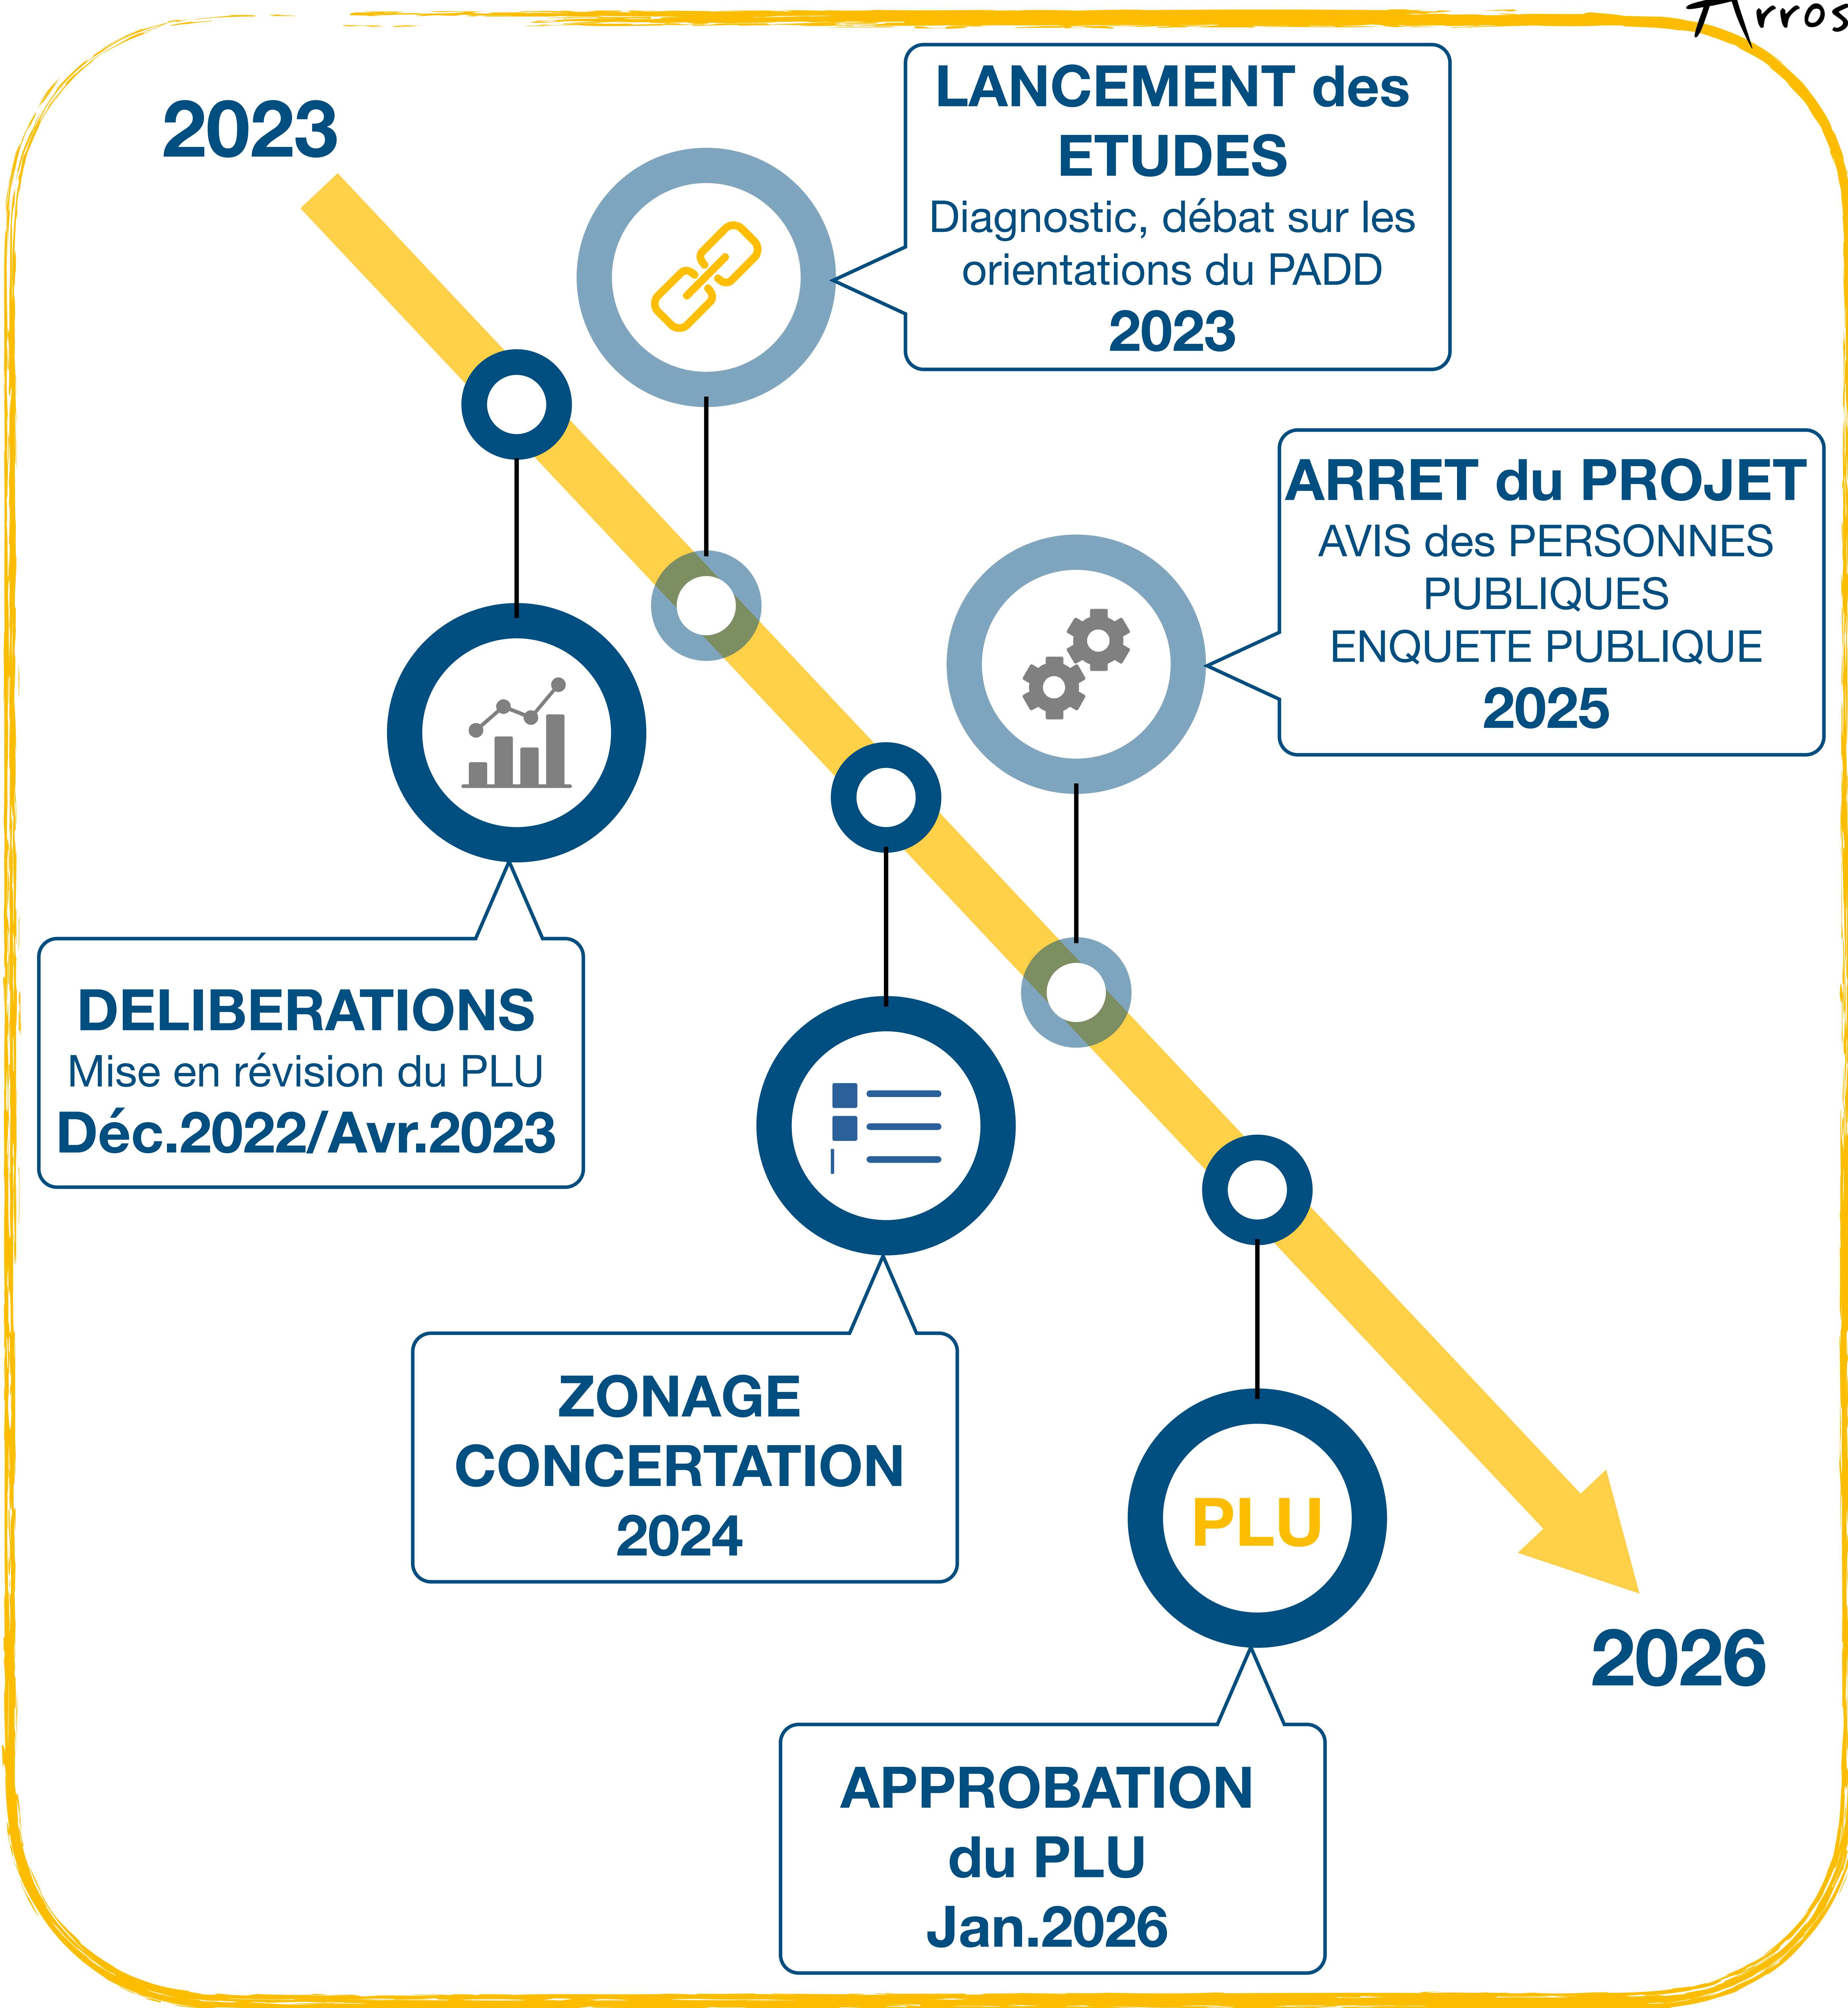 Arros
2023
LANCEMENT des
ETUDES
Diagnostic, débat sur les
orientations du PADD
2023
ARRET du PROJET
AVIS des PERSONNES
PUBLIQUES
ENQUETE PUBLIQUE
2025
DELIBERATIONS
Mise en révision du PLU
Déc.2022/Avr.2023
ZONAGE
CONCERTATION
2024
PLU
2026
APPROBATION
du PLU
Jan.2026